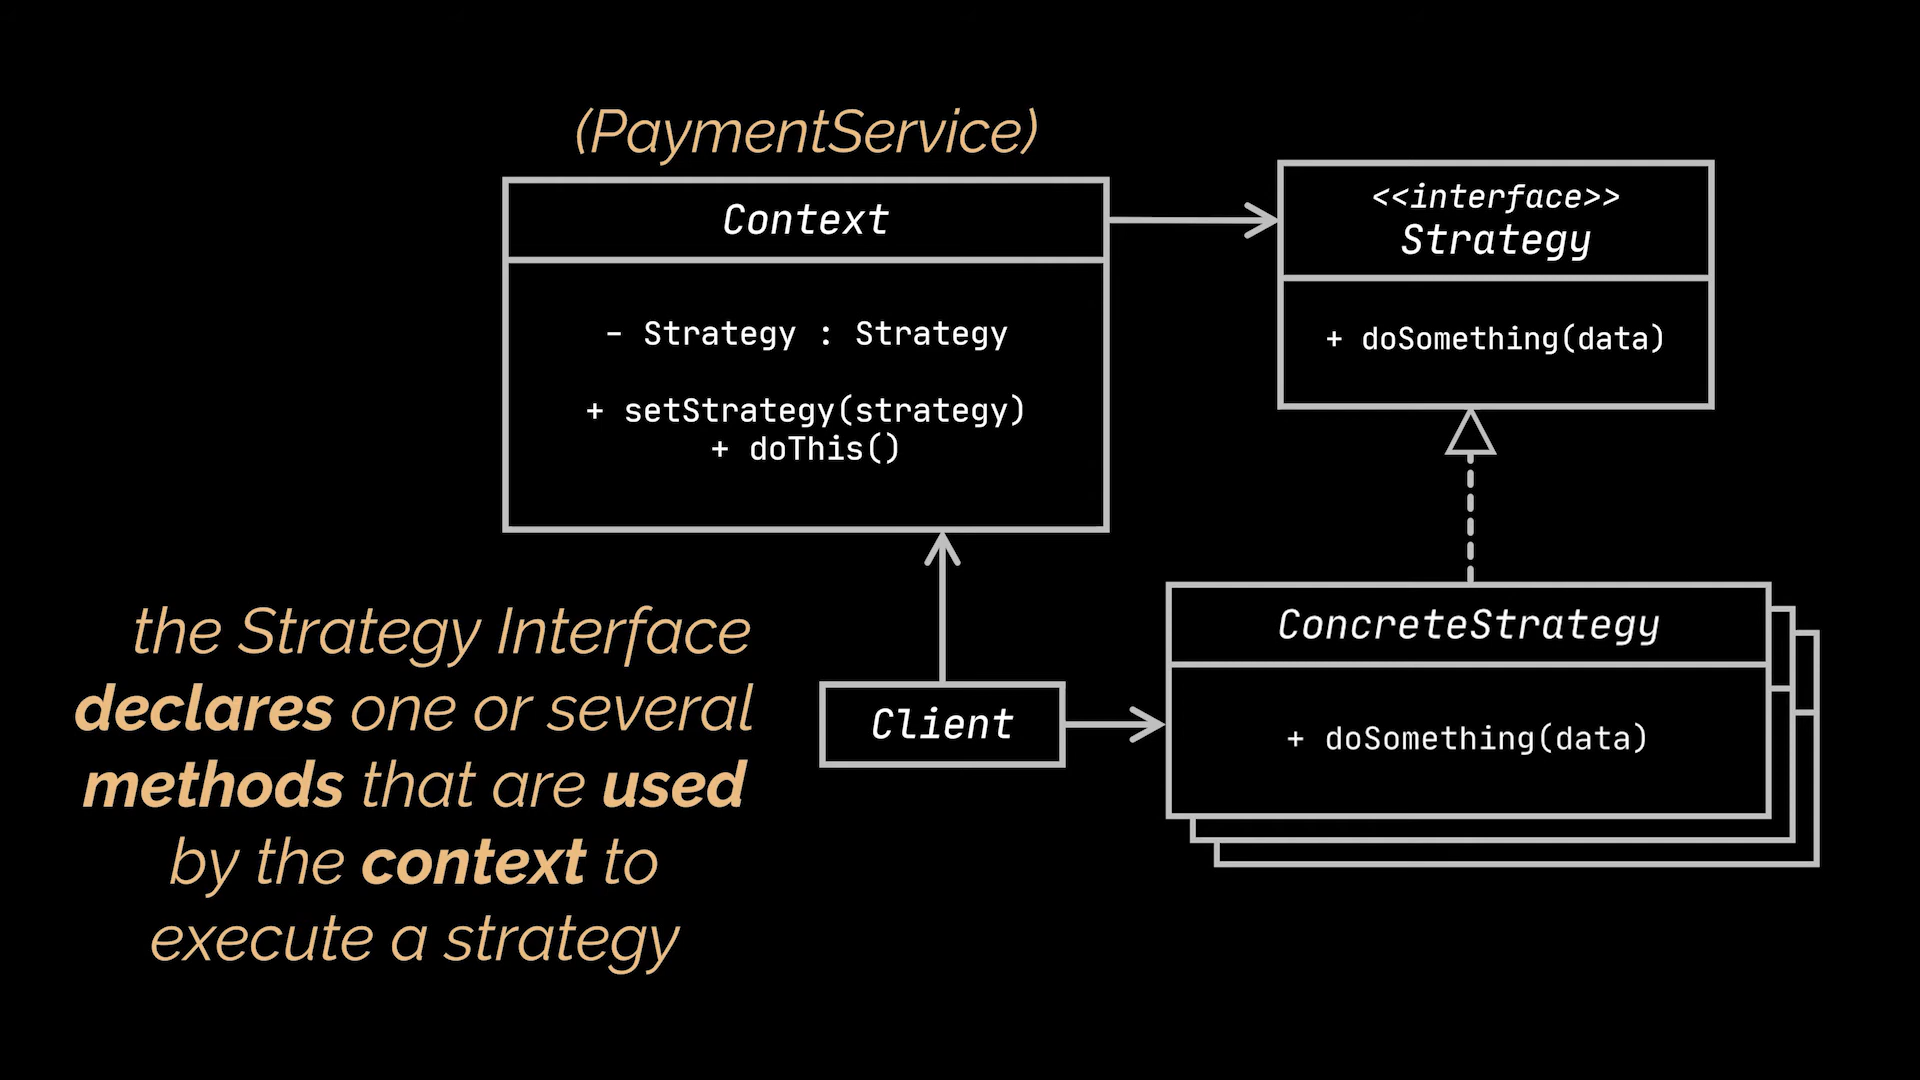 (PaymentService)
Context
- Strategy : Strategy
+ setStrategy(strategy)
+ doThis()
<<interface>>
Strategy
+ doSomething(data)
the Strategy Interface
declares one or several
methods that are used
by the context to
execute a strategy
Client
ConcreteStrategy
+ doSomething(data)